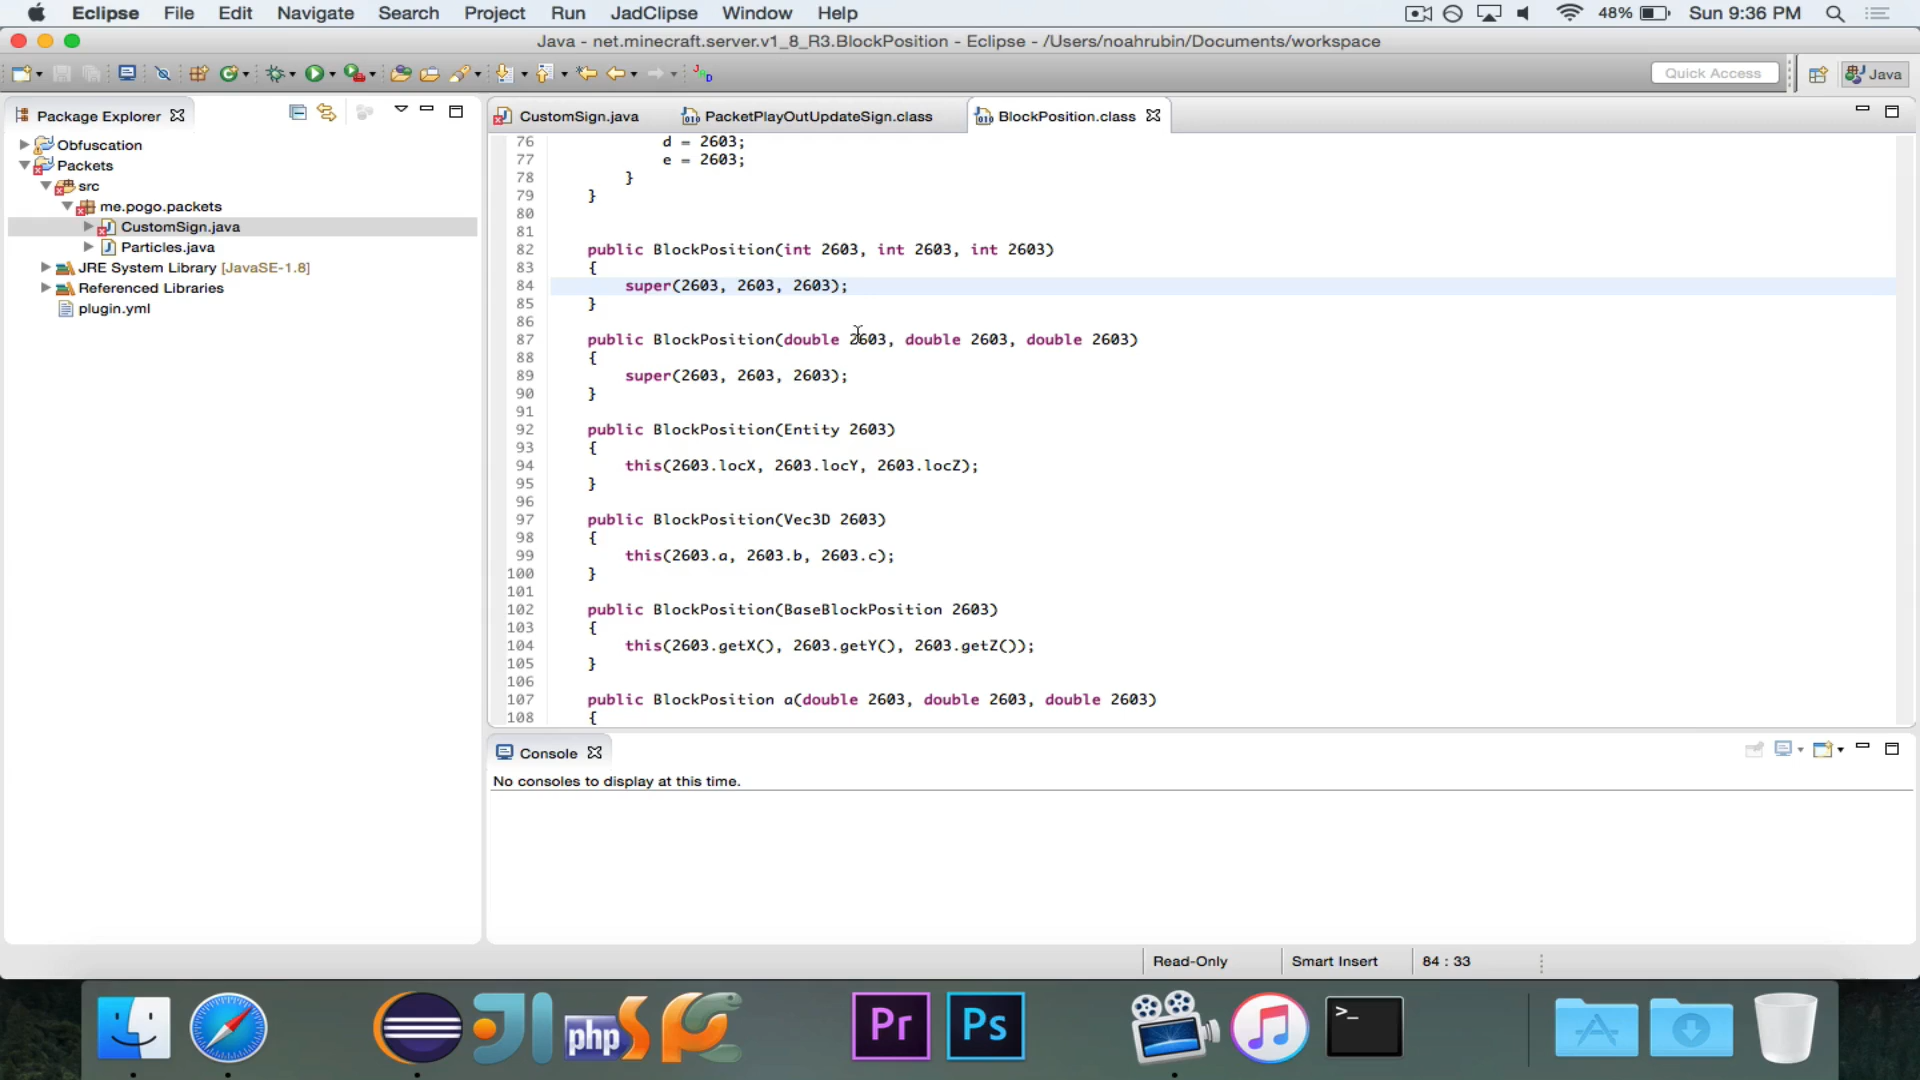 Eclipse File Edit Navigate Search Project Run JadClipse Window Help 48% Sun 9:36 PM
Java - net.minecraft.server.v1_8_R3.BlockPosition - Eclipse - /Users/noahrubin/Documents/workspace
Quick Access Java
Package Explorer
Obfuscation
Packets
src
me.pogo.packets
CustomSign.java
Particles.java
JRE System Library [JavaSE-1.8]
Referenced Libraries
plugin.yml
CustomSign.java PacketPlayOutUpdateSign.class BlockPosition.class
76 d = 2603;
77 e = 2603;
78 }
79 }
80
81
82 public BlockPosition(int 2603, int 2603, int 2603)
83 {
84 super(2603, 2603, 2603);
85 }
86
87 public BlockPosition(double 2603, double 2603, double 2603)
88 {
89 super(2603, 2603, 2603);
90 }
91
92 public BlockPosition(Entity 2603)
93 {
94 this(2603.locX, 2603.locY, 2603.locZ);
95 }
96
97 public BlockPosition(Vec3D 2603)
98 {
99 this(2603.a, 2603.b, 2603.c);
100 }
101
102 public BlockPosition(BaseBlockPosition 2603)
103 {
104 this(2603.getX(), 2603.getY(), 2603.getZ());
105 }
106
107 public BlockPosition a(double 2603, double 2603, double 2603)
108 {
Console
No consoles to display at this time.
Read-Only Smart Insert 84 : 33
JI php S PC Pr Ps >_